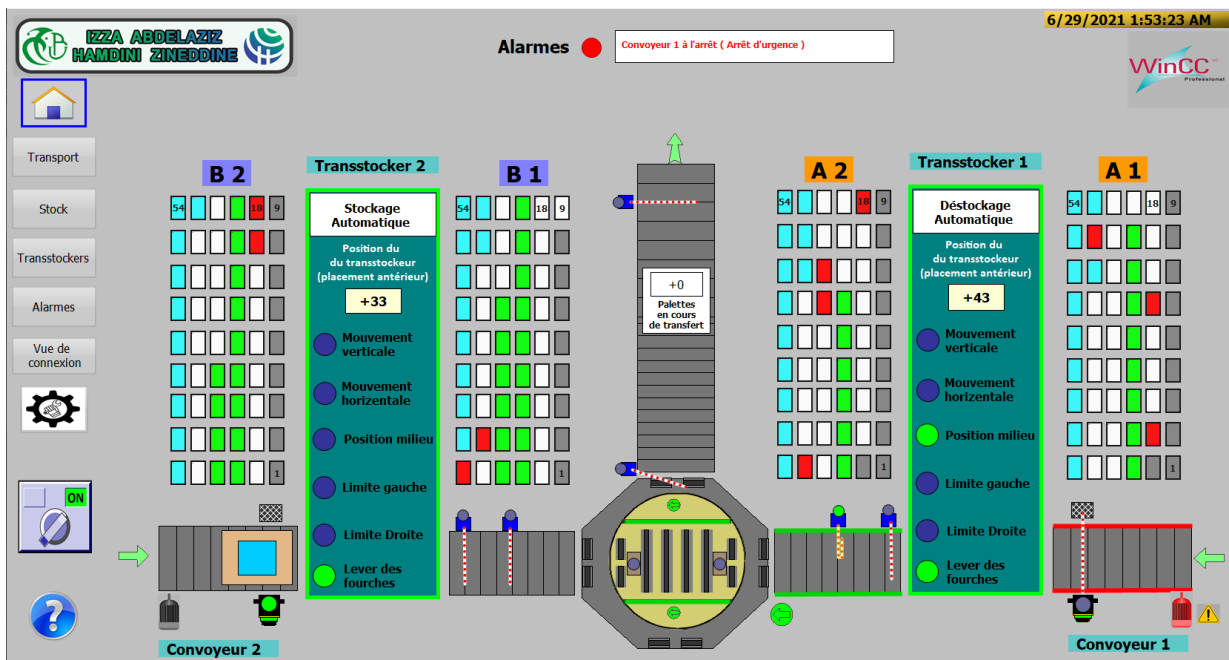 IZZA ABDELAZIZ
HAMDINI ZINEDDINE
Alarmes
Convoyeur 1 à l'arrêt ( Arrêt d'urgence )
6/29/2021 1:53:23 AM
WinCC
Professional
Transport
Stock
Transstockers
Alarmes
Vue de
connexion
ON
B 2
54
18
9
1
Transstocker 2
Stockage
Automatique
Position du
du transstockeur
(placement antérieur)
+33
Mouvement
verticale
Mouvement
horizentale
Position milieu
Limite gauche
Limite Droite
Lever des
fourches
B 1
54
18
9
1
+0
Palettes
en cours
de transfert
A 2
54
18
9
1
Transstocker 1
Déstockage
Automatique
Position du
du transstockeur
(placement antérieur)
+43
Mouvement
verticale
Mouvement
horizentale
Position milieu
Limite gauche
Limite Droite
Lever des
fourches
A 1
54
18
9
1
?
Convoyeur 2
Convoyeur 1